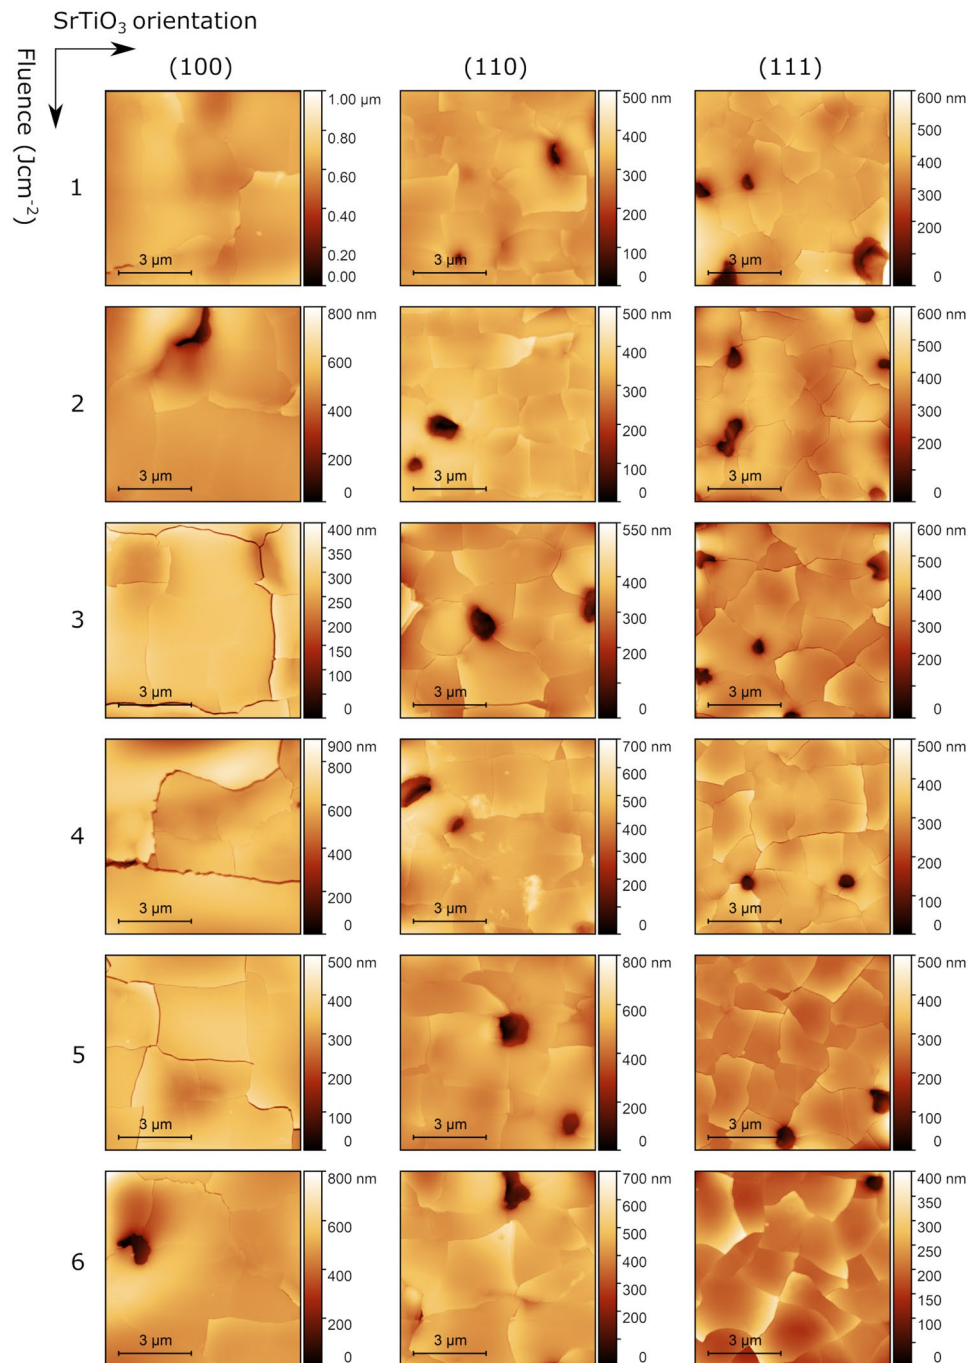 SrTiO₃ orientation
Fluence (Jcm⁻²)
(100)
(110)
(111)
1
1.00 µm
0.80
0.60
0.40
0.20
0.00
3 µm
500 nm
400
300
200
100
0
3 µm
600 nm
500
400
300
200
100
0
3 µm
2
800 nm
600
400
200
0
3 µm
500 nm
400
300
200
100
0
3 µm
600 nm
500
400
300
200
100
0
3 µm
3
400 nm
350
300
250
200
150
100
0
3 µm
550 nm
400
300
200
0
3 µm
600 nm
500
400
300
200
0
3 µm
4
900 nm
800
600
400
200
0
3 µm
700 nm
600
500
400
300
200
0
3 µm
500 nm
400
300
200
100
0
3 µm
5
500 nm
400
300
200
100
0
3 µm
800 nm
600
400
200
0
3 µm
500 nm
400
300
200
100
0
3 µm
6
800 nm
600
400
200
0
3 µm
700 nm
600
500
400
300
200
0
3 µm
400 nm
350
300
250
200
150
100
0
3 µm